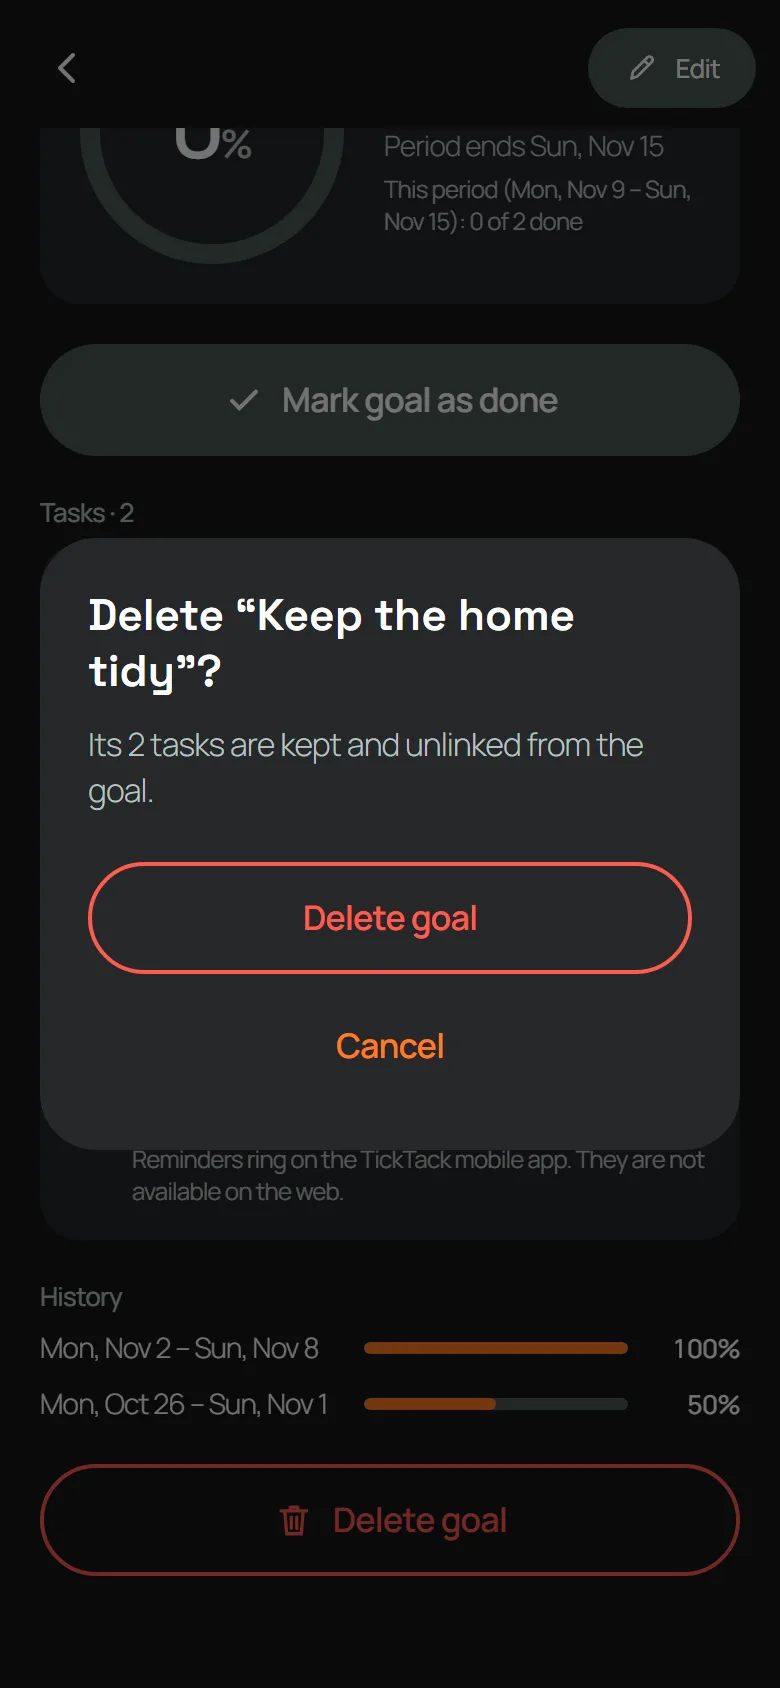 Edit
0%
Period ends Sun, Nov 15
This period (Mon, Nov 9 – Sun,
Nov 15): 0 of 2 done
Mark goal as done
Tasks · 2
Delete “Keep the home
tidy”?
Its 2 tasks are kept and unlinked from the
goal.
Delete goal
Cancel
Reminders ring on the TickTack mobile app. They are not
available on the web.
History
Mon, Nov 2 – Sun, Nov 8 100%
Mon, Oct 26 – Sun, Nov 1 50%
Delete goal